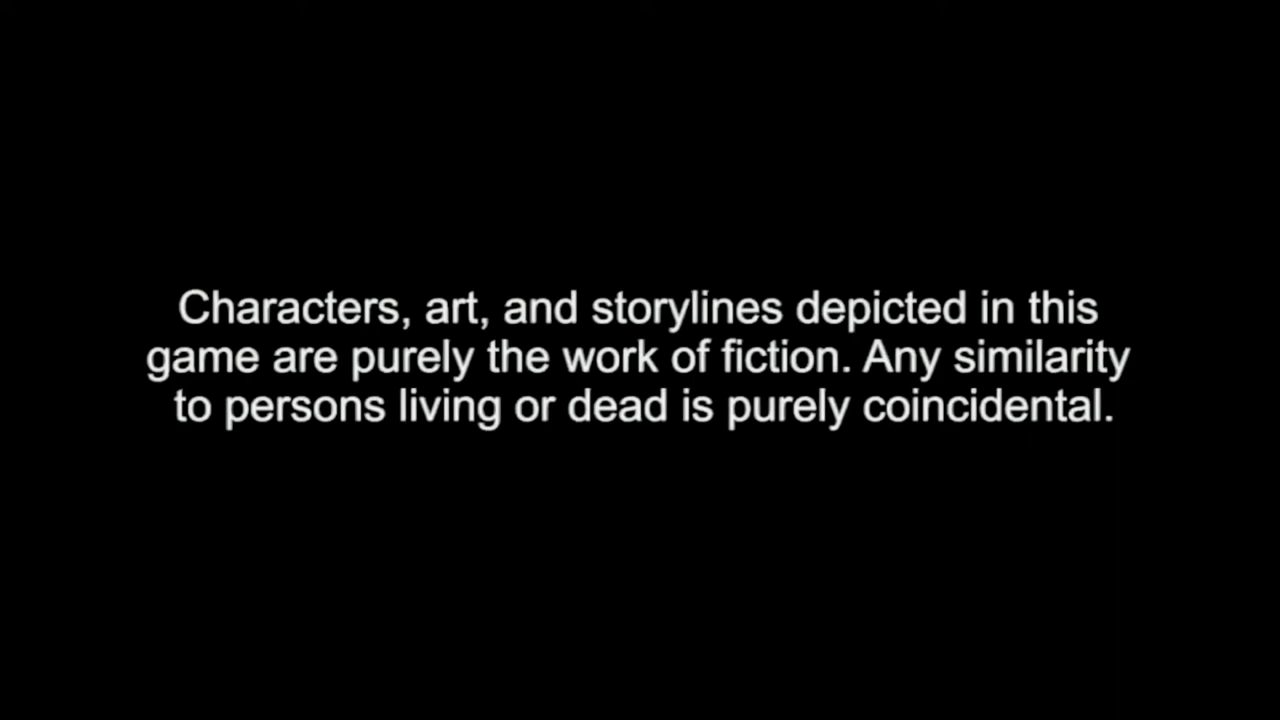 Characters, art, and storylines depicted in this
game are purely the work of fiction. Any similarity
to persons living or dead is purely coincidental.